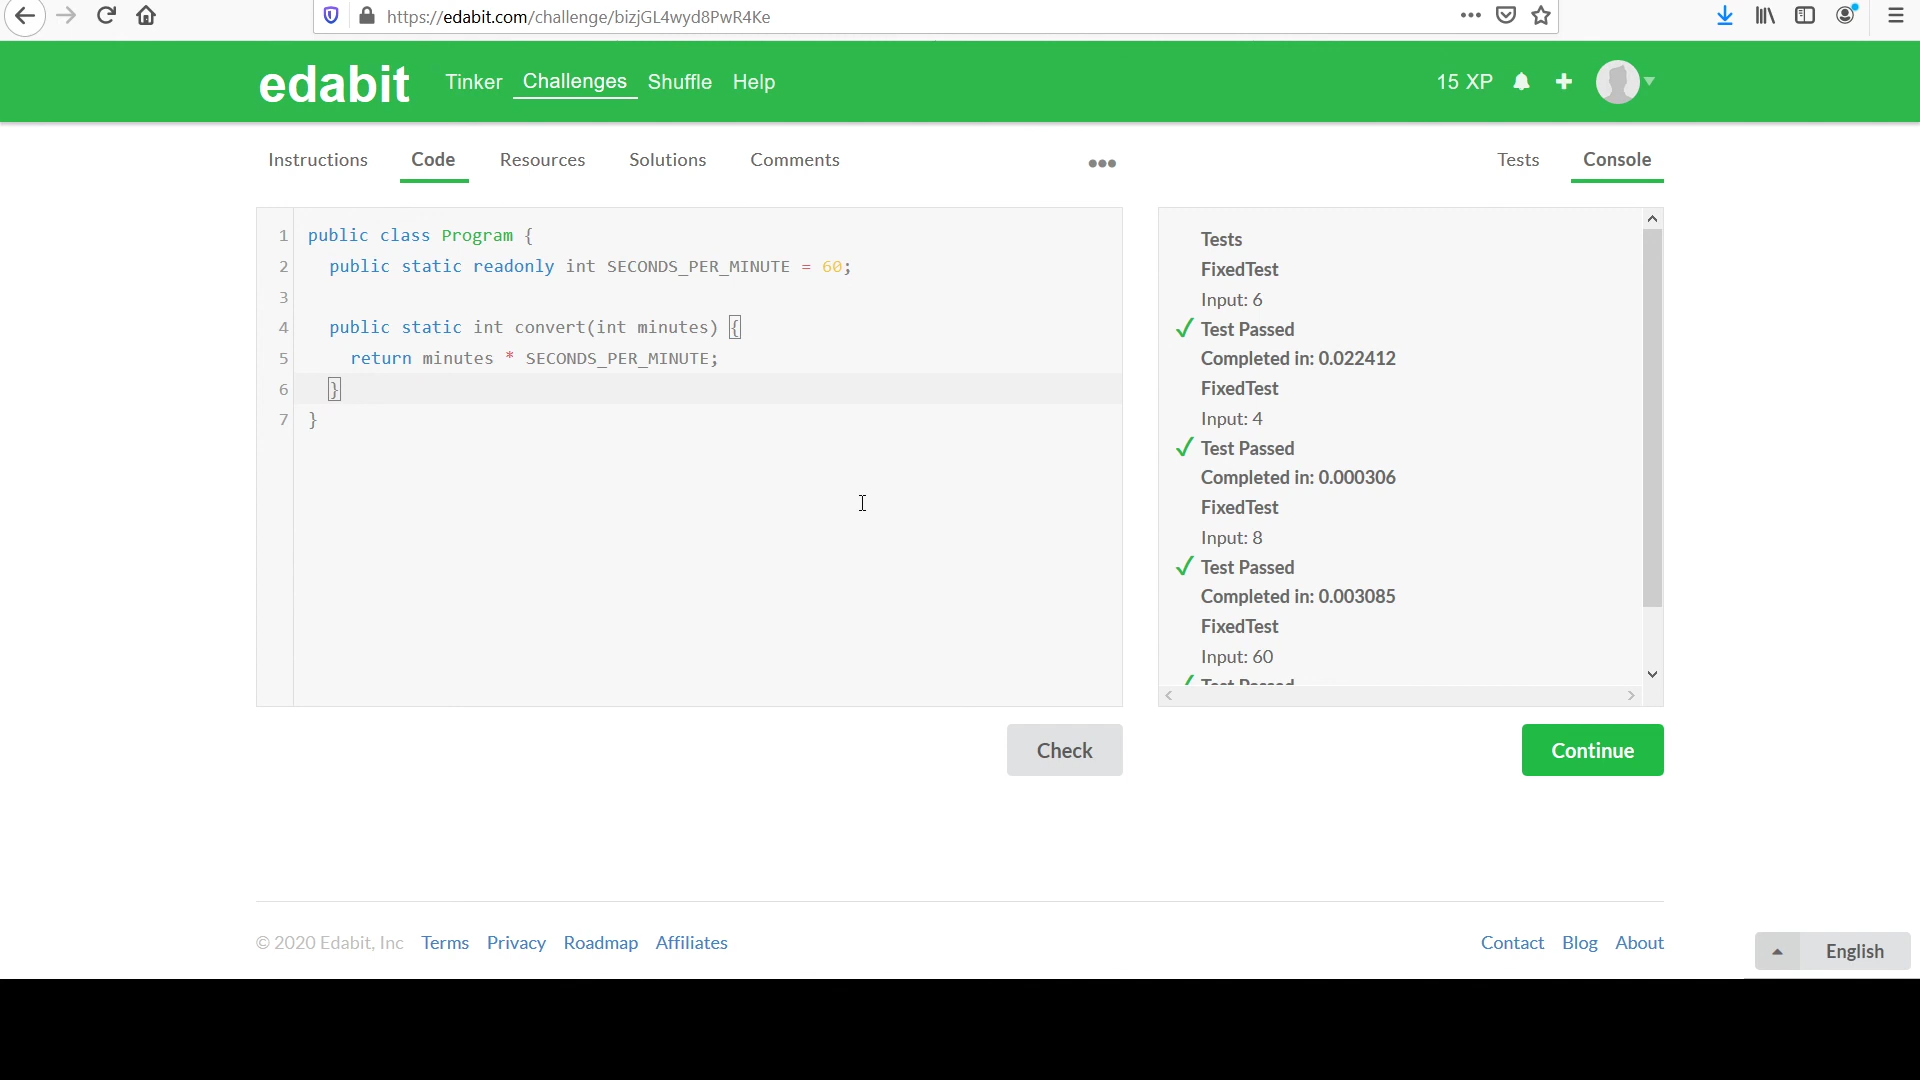 https://edabit.com/challenge/bizjGL4wyd8PwR4Ke
edabit Tinker Challenges Shuffle Help 15 XP
Instructions Code Resources Solutions Comments Tests Console
1 public class Program {
2 public static readonly int SECONDS_PER_MINUTE = 60;
3
4 public static int convert(int minutes) {
5 return minutes * SECONDS_PER_MINUTE;
6 }
7 }
Tests
FixedTest
Input: 6
Test Passed
Completed in: 0.022412
FixedTest
Input: 4
Test Passed
Completed in: 0.000306
FixedTest
Input: 8
Test Passed
Completed in: 0.003085
FixedTest
Input: 60
Test Passed
Check Continue
© 2020 Edabit, Inc Terms Privacy Roadmap Affiliates Contact Blog About
English